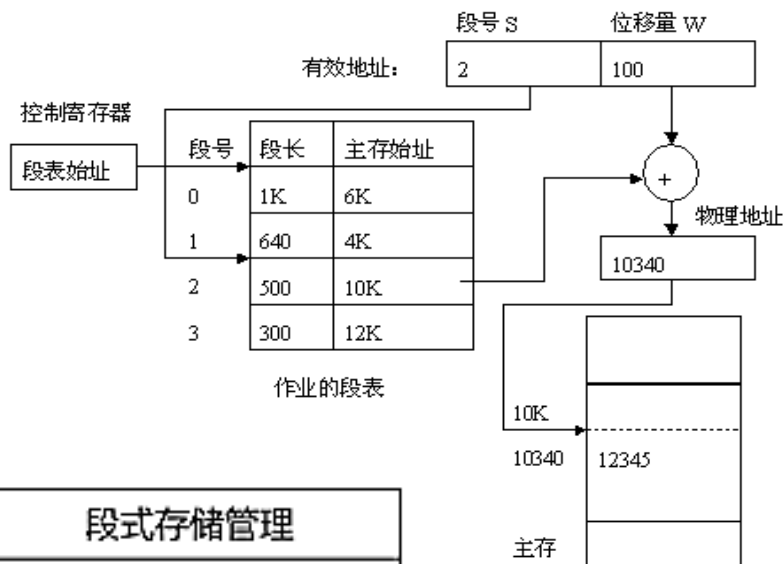 段号 S 位移量 W
有效地址： 2 100
控制寄存器
段表始址
段号 段长 主存始址
0 1K 6K
1 640 4K
2 500 10K
3 300 12K
作业的段表
+
物理地址
10340
10K
10340 12345
主存
段式存储管理